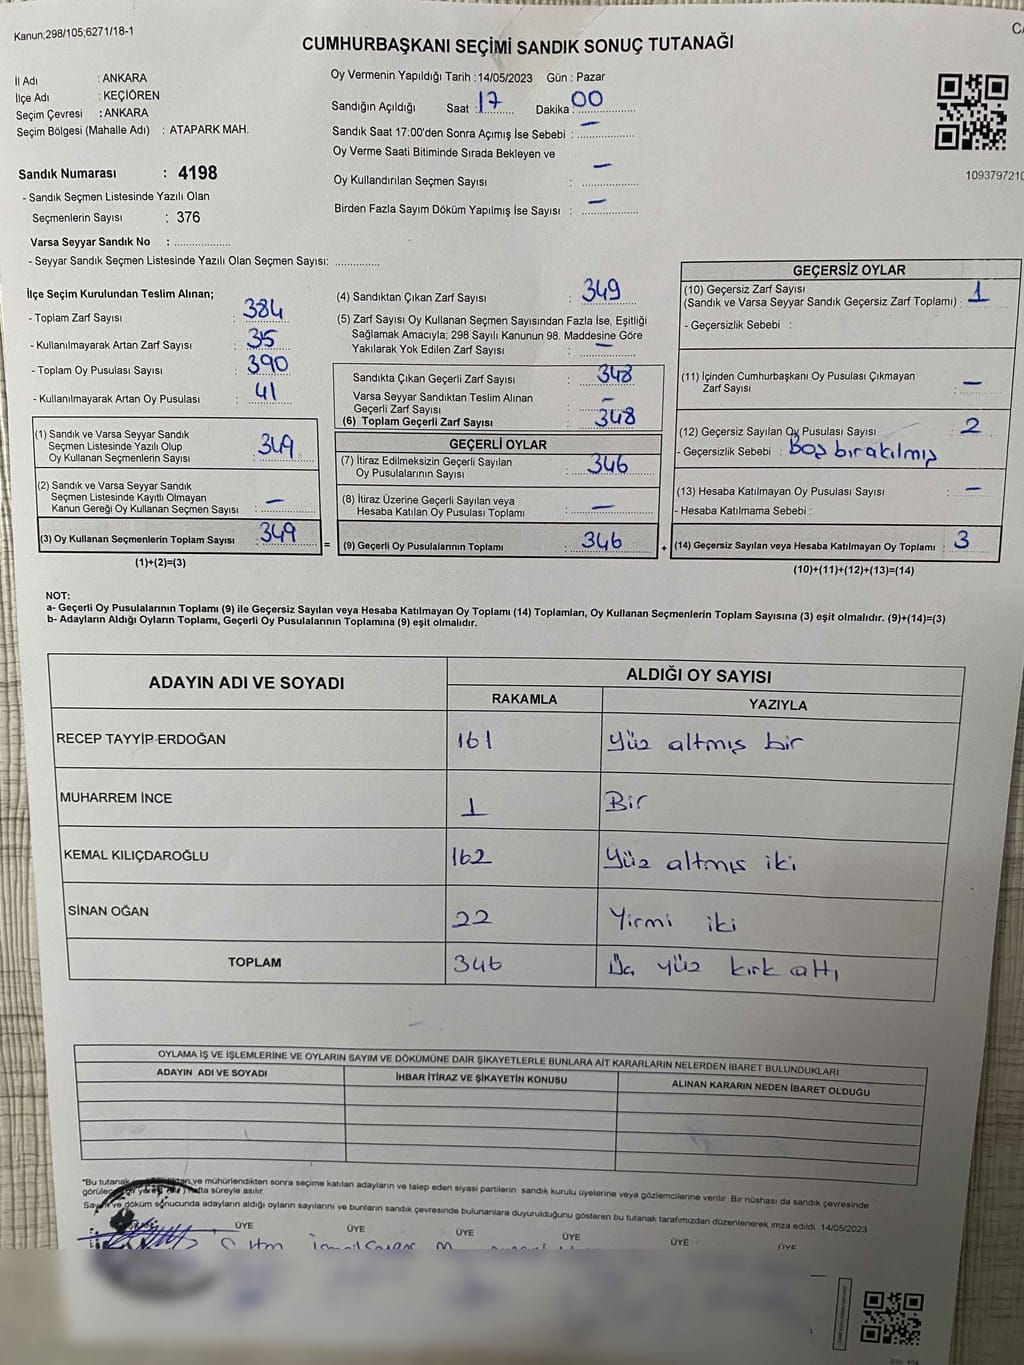 Kanun;298/105;6271/18-1
CUMHURBAŞKANI SEÇİMİ SANDIK SONUÇ TUTANAĞI
İl Adı : ANKARA
İlçe Adı : KEÇİÖREN
Seçim Çevresi : ANKARA
Seçim Bölgesi (Mahalle Adı) : ATAPARK MAH.
Sandık Numarası : 4198
- Sandık Seçmen Listesinde Yazılı Olan
Seçmenlerin Sayısı : 376
Varsa Seyyar Sandık No : ..................
- Seyyar Sandık Seçmen Listesinde Yazılı Olan Seçmen Sayısı: ..............
Oy Vermenin Yapıldığı Tarih : 14/05/2023 Gün : Pazar
Sandığın Açıldığı Saat : 17 Dakika : 00
Sandık Saat 17:00'den Sonra Açımış İse Sebebi : —
Oy Verme Saati Bitiminde Sırada Bekleyen ve
Oy Kullandırılan Seçmen Sayısı : —
Birden Fazla Sayım Döküm Yapılmış İse Sayısı : —
1093797210
İlçe Seçim Kurulundan Teslim Alınan;
- Toplam Zarf Sayısı : 384
- Kullanılmayarak Artan Zarf Sayısı : 35
- Toplam Oy Pusulası Sayısı : 390
- Kullanılmayarak Artan Oy Pusulası : 41
(1) Sandık ve Varsa Seyyar Sandık
Seçmen Listesinde Yazılı Olup
Oy Kullanan Seçmenlerin Sayısı : 349
(2) Sandık ve Varsa Seyyar Sandık
Seçmen Listesinde Kayıtlı Olmayan
Kanun Gereği Oy Kullanan Seçmen Sayısı : —
(3) Oy Kullanan Seçmenlerin Toplam Sayısı : 349
(1)+(2)=(3)
=
(4) Sandıktan Çıkan Zarf Sayısı : 349
(5) Zarf Sayısı Oy Kullanan Seçmen Sayısından Fazla İse, Eşitliği
Sağlamak Amacıyla; 298 Sayılı Kanunun 98. Maddesine Göre
Yakılarak Yok Edilen Zarf Sayısı : —
Sandıkta Çıkan Geçerli Zarf Sayısı : 348
Varsa Seyyar Sandıktan Teslim Alınan
Geçerli Zarf Sayısı : —
(6) Toplam Geçerli Zarf Sayısı : 348
GEÇERLİ OYLAR
(7) İtiraz Edilmeksizin Geçerli Sayılan
Oy Pusulalarının Sayısı : 346
(8) İtiraz Üzerine Geçerli Sayılan veya
Hesaba Katılan Oy Pusulası Toplamı : —
(9) Geçerli Oy Pusulalarının Toplamı : 346
+
GEÇERSİZ OYLAR
(10) Geçersiz Zarf Sayısı
(Sandık ve Varsa Seyyar Sandık Geçersiz Zarf Toplamı) : 1
- Geçersizlik Sebebi :
(11) İçinden Cumhurbaşkanı Oy Pusulası Çıkmayan
Zarf Sayısı : —
(12) Geçersiz Sayılan Oy Pusulası Sayısı : 2
- Geçersizlik Sebebi : Boş bırakılmış
(13) Hesaba Katılmayan Oy Pusulası Sayısı : —
- Hesaba Katılmama Sebebi :
(14) Geçersiz Sayılan veya Hesaba Katılmayan Oy Toplamı : 3
(10)+(11)+(12)+(13)=(14)
NOT:
a- Geçerli Oy Pusulalarının Toplamı (9) ile Geçersiz Sayılan veya Hesaba Katılmayan Oy Toplamı (14) Toplamları, Oy Kullanan Seçmenlerin Toplam Sayısına (3) eşit olmalıdır. (9)+(14)=(3)
b- Adayların Aldığı Oyların Toplamı, Geçerli Oy Pusulalarının Toplamına (9) eşit olmalıdır.
ADAYIN ADI VE SOYADI ALDIĞI OY SAYISI
RAKAMLA YAZIYLA
RECEP TAYYİP ERDOĞAN 161 Yüz altmış bir
MUHARREM İNCE 1 Bir
KEMAL KILIÇDAROĞLU 162 Yüz altmış iki
SİNAN OĞAN 22 Yirmi iki
TOPLAM 346 yüz kırk altı
OYLAMA İŞ VE İŞLEMLERİNE VE OYLARIN SAYIM VE DÖKÜMÜNE DAİR ŞİKAYETLERLE BUNLARA AİT KARARLARIN NELERDEN İBARET BULUNDUKLARI
ADAYIN ADI VE SOYADI İHBAR İTİRAZ VE ŞİKAYETİN KONUSU ALINAN KARARIN NEDEN İBARET OLDUĞU
*Bu tutanak ve mühürlendikten sonra seçime katılan adayların ve talep eden siyasi partilerin sandık kurulu üyelerine veya gözlemcilerine verilir. Bir nüshası da sandık çevresinde
hafta süreyle asılır.
ve döküm sonucunda adayların aldığı oyların sayılarını ve bunların sandık çevresinde bulunanlara duyurulduğunu gösteren bu tutanak tarafımızdan düzenlenerek imza edildi. 14/05/2023
ÜYE ÜYE ÜYE ÜYE ÜYE ÜYE